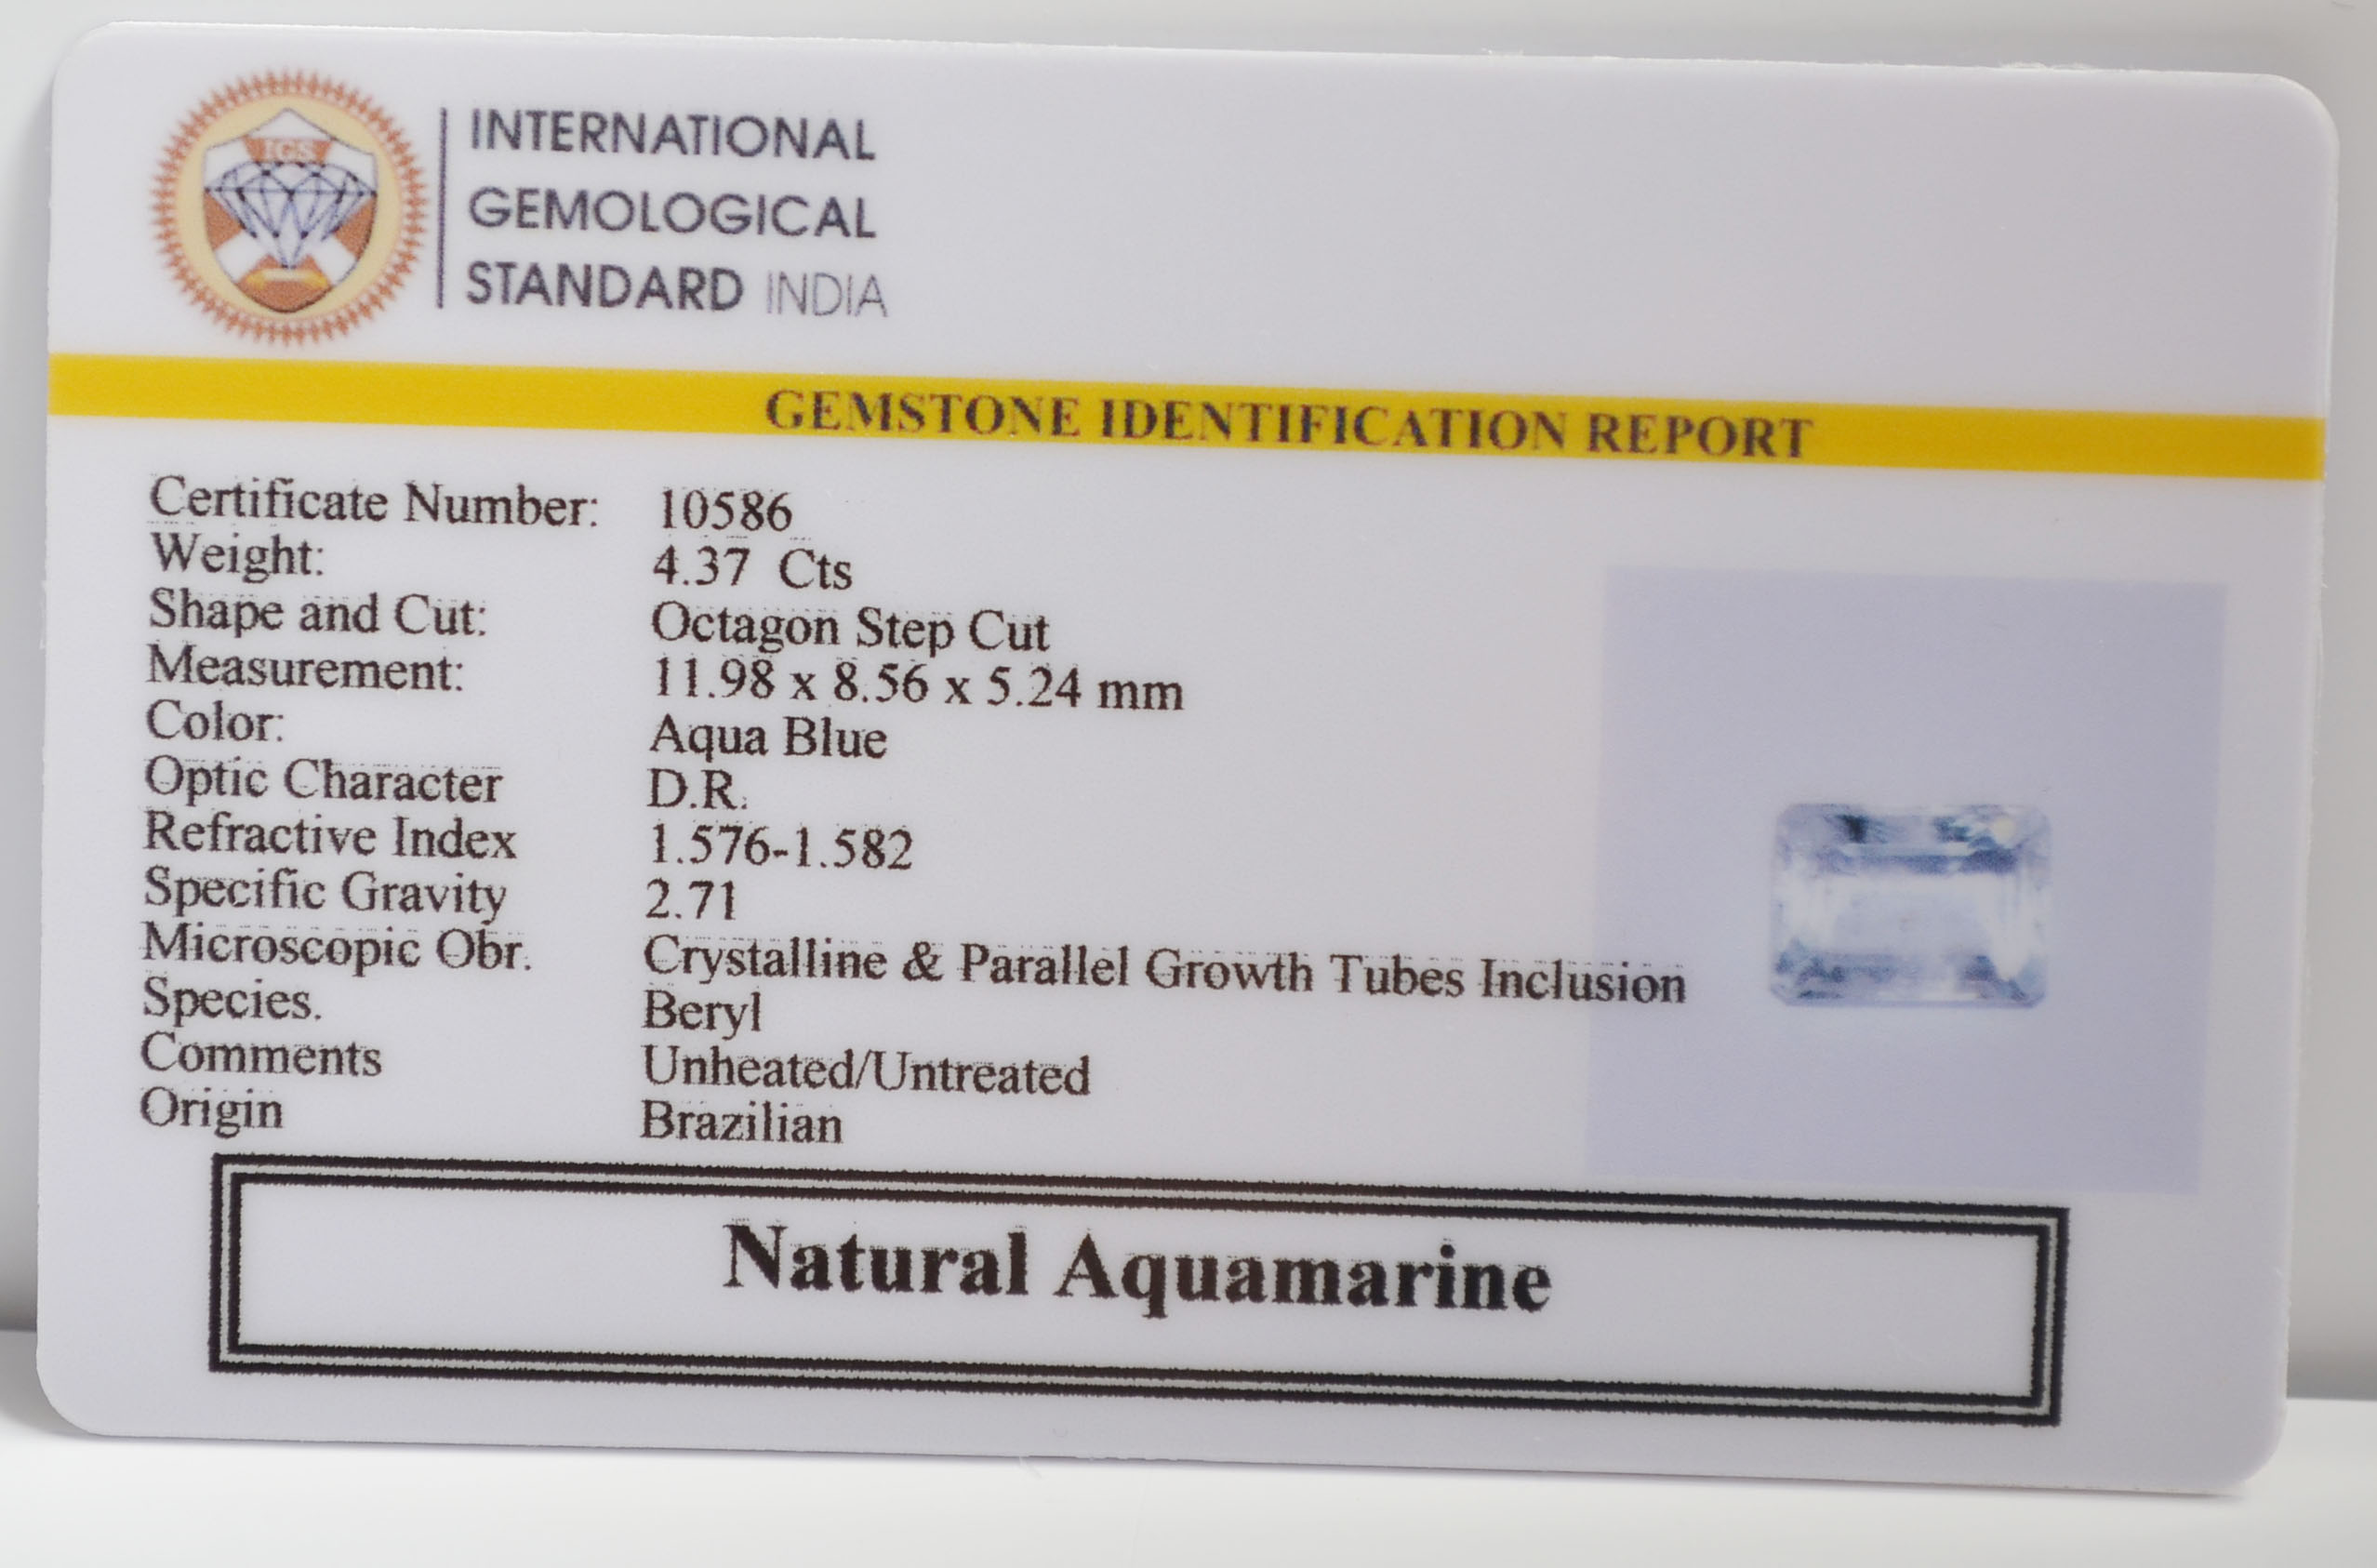 IGS
INTERNATIONAL
GEMOLOGICAL
STANDARD INDIA
GEMSTONE IDENTIFICATION REPORT
Certificate Number: 10586
Weight: 4.37 Cts
Shape and Cut: Octagon Step Cut
Measurement: 11.98 x 8.56 x 5.24 mm
Color: Aqua Blue
Optic Character D.R.
Refractive Index 1.576-1.582
Specific Gravity 2.71
Microscopic Obr. Crystalline & Parallel Growth Tubes Inclusion
Species. Beryl
Comments Unheated/Untreated
Origin Brazilian
Natural Aquamarine